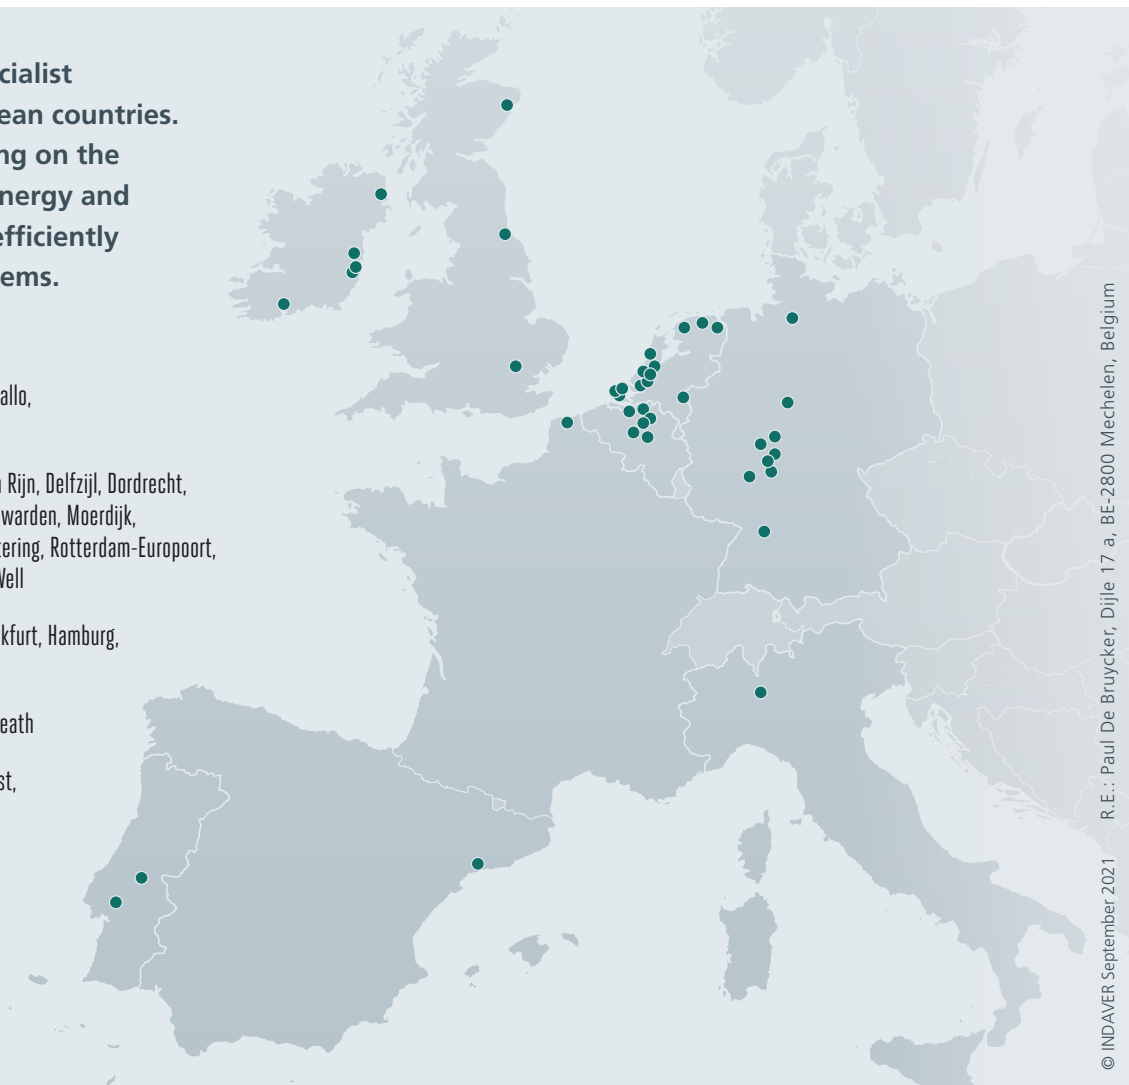 cialist
ean countries.
ng on the
nergy and
efficiently
ems.
allo,
Rijn, Delfzijl, Dordrecht,
warden, Moerdijk,
tering, Rotterdam-Europoort,
Well
kfurt, Hamburg,
eath
st,
R.E.: Paul De Bruycker, Dijle 17 a, BE-2800 Mechelen, Belgium
© INDAVER September 2021